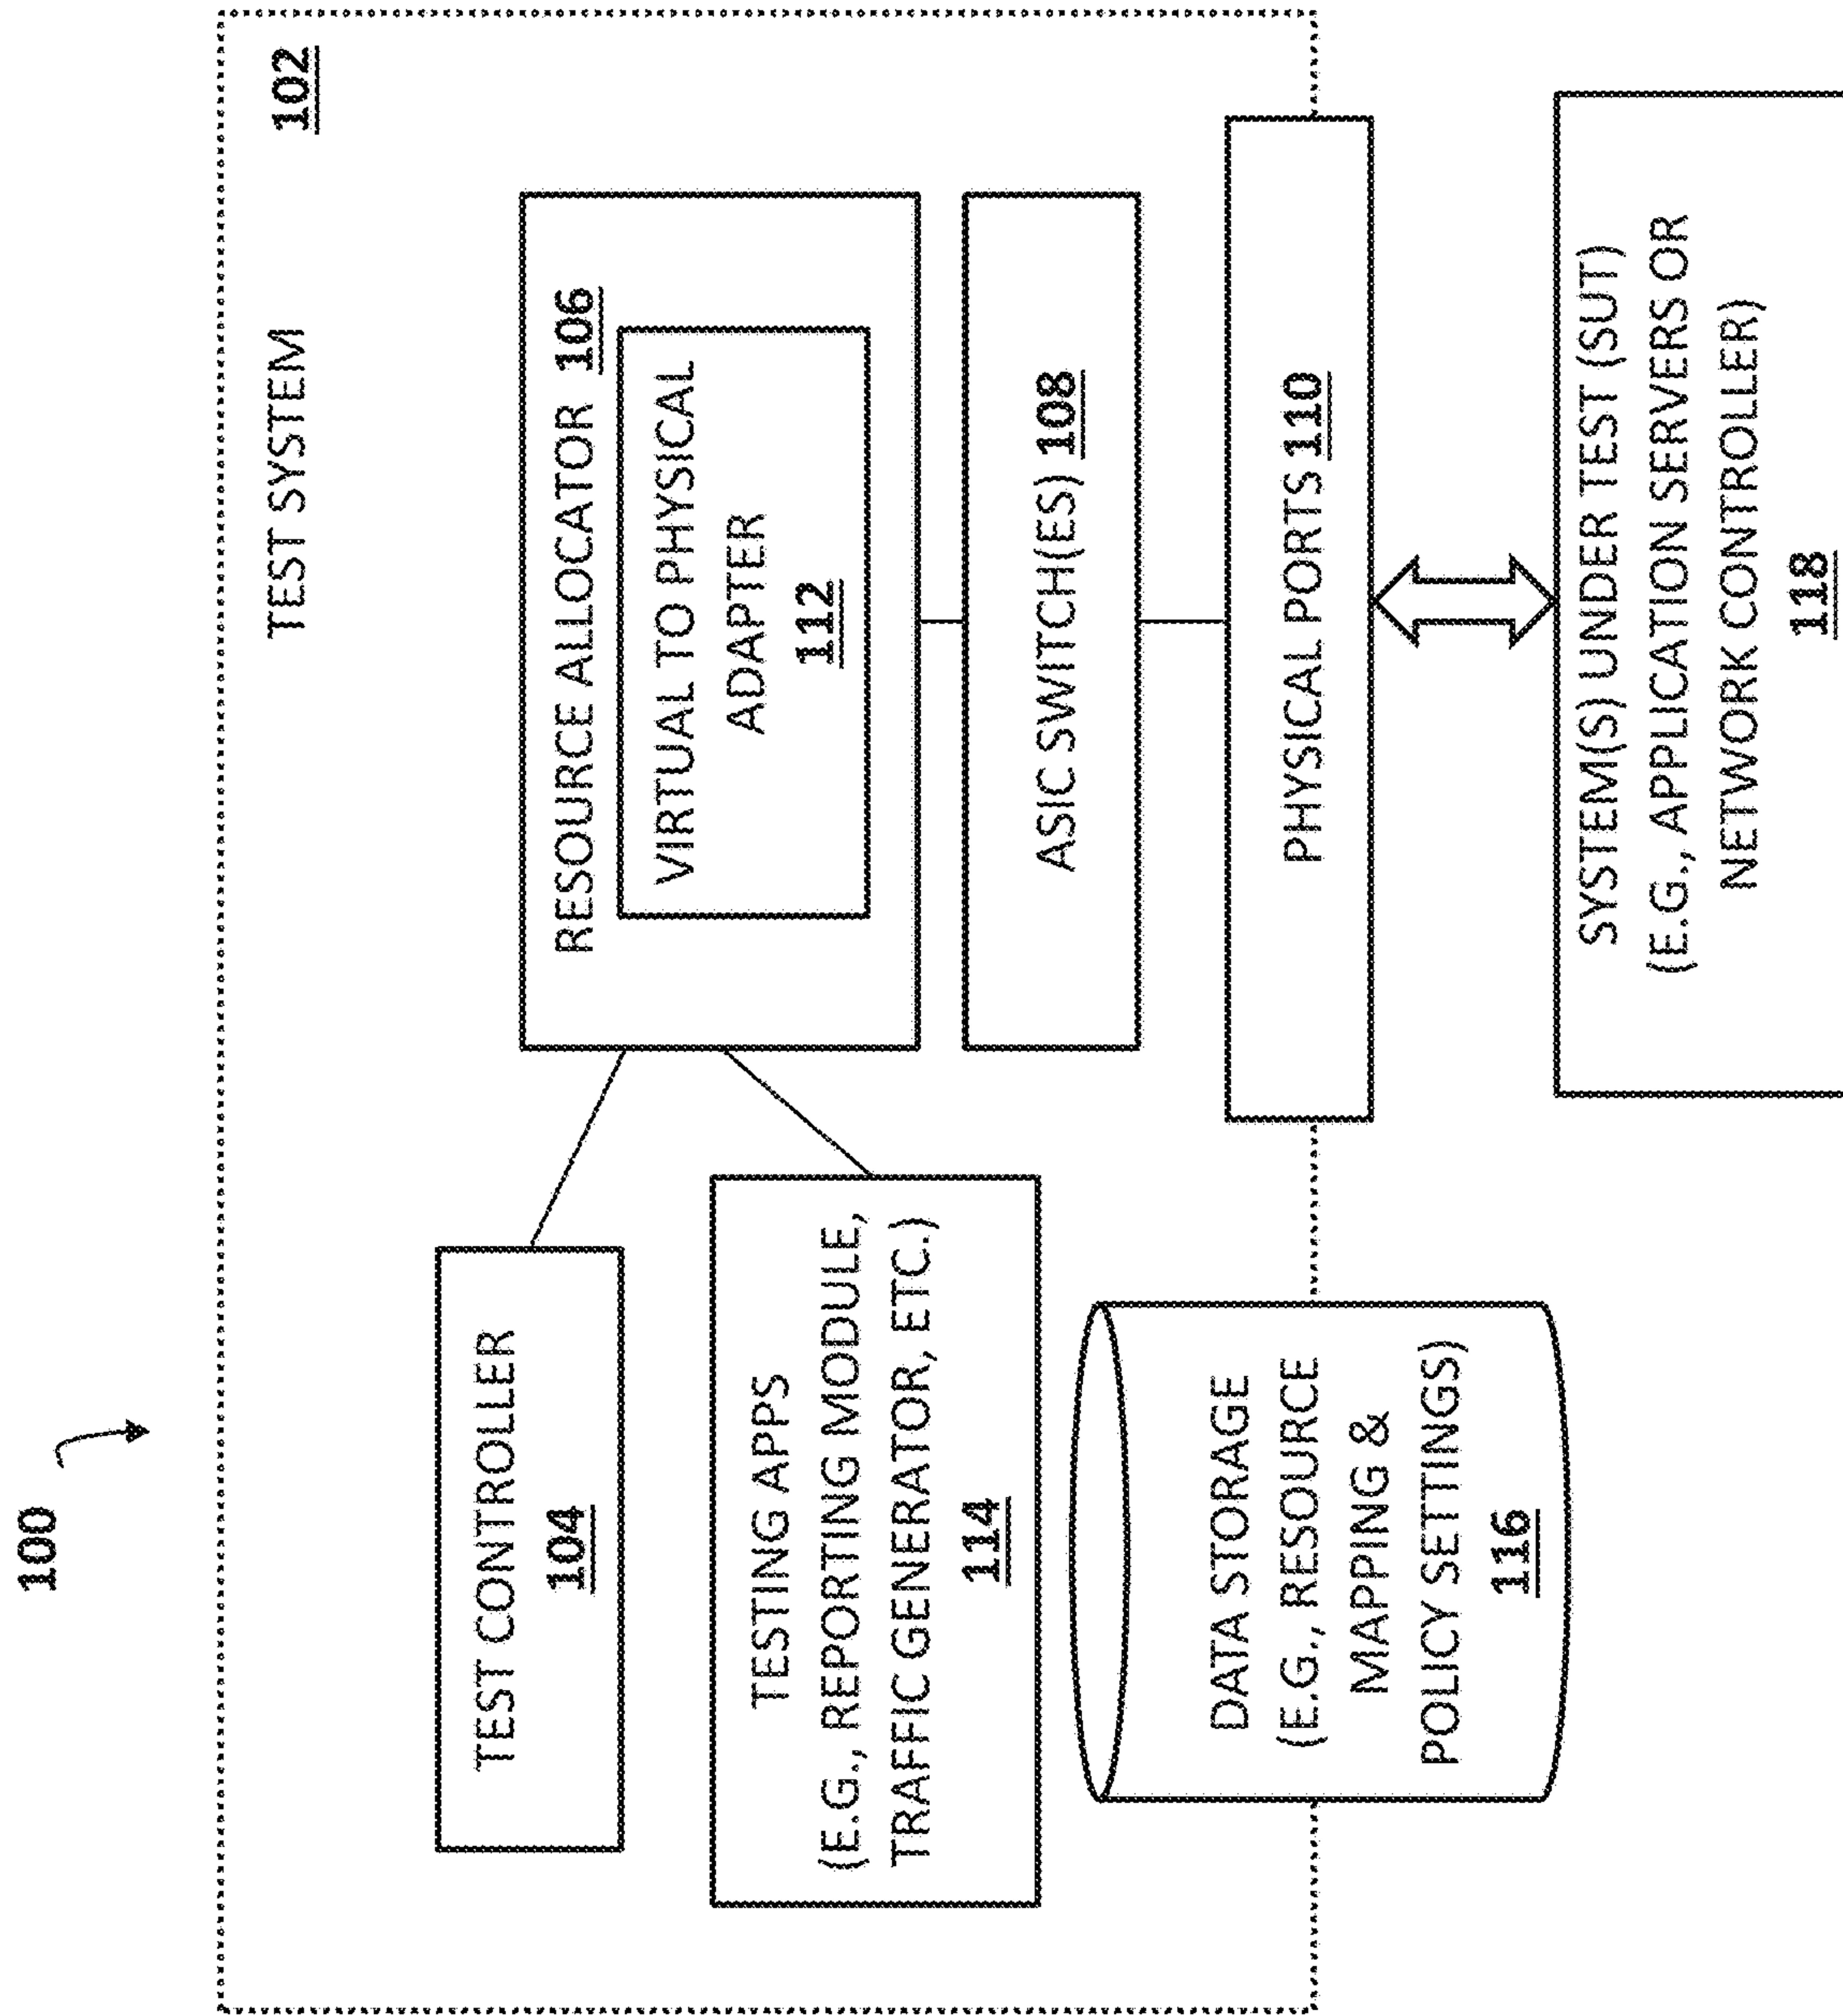 100
TEST SYSTEM
102
TEST CONTROLLER
104
RESOURCE ALLOCATOR 106
VIRTUAL TO PHYSICAL
ADAPTER
112
TESTING APPS
(E.G., REPORTING MODULE,
TRAFFIC GENERATOR, ETC.)
114
ASIC SWITCH(ES) 108
DATA STORAGE
(E.G., RESOURCE
MAPPING &
POLICY SETTINGS)
116
PHYSICAL PORTS 110
SYSTEM(S) UNDER TEST (SUT)
(E.G., APPLICATION SERVERS OR
NETWORK CONTROLLER)
118